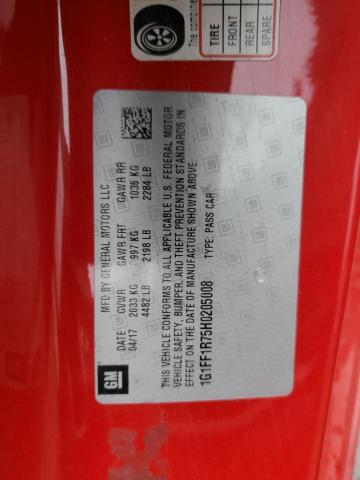 The combine
TIRE
FRONT
REAR
SPARE
GM
MFD BY GENERAL MOTORS LLC
DATE GVWR GAWR FRT GAWR RR
04/17 2033 KG 997 KG 1036 KG
4482 LB 2198 LB 2284 LB
THIS VEHICLE CONFORMS TO ALL APPLICABLE U.S. FEDERAL MOTOR
VEHICLE SAFETY, BUMPER, AND THEFT PREVENTION STANDARDS IN
EFFECT ON THE DATE OF MANUFACTURE SHOWN ABOVE.
1G1FF1R75H0205008 TYPE: PASS CAR